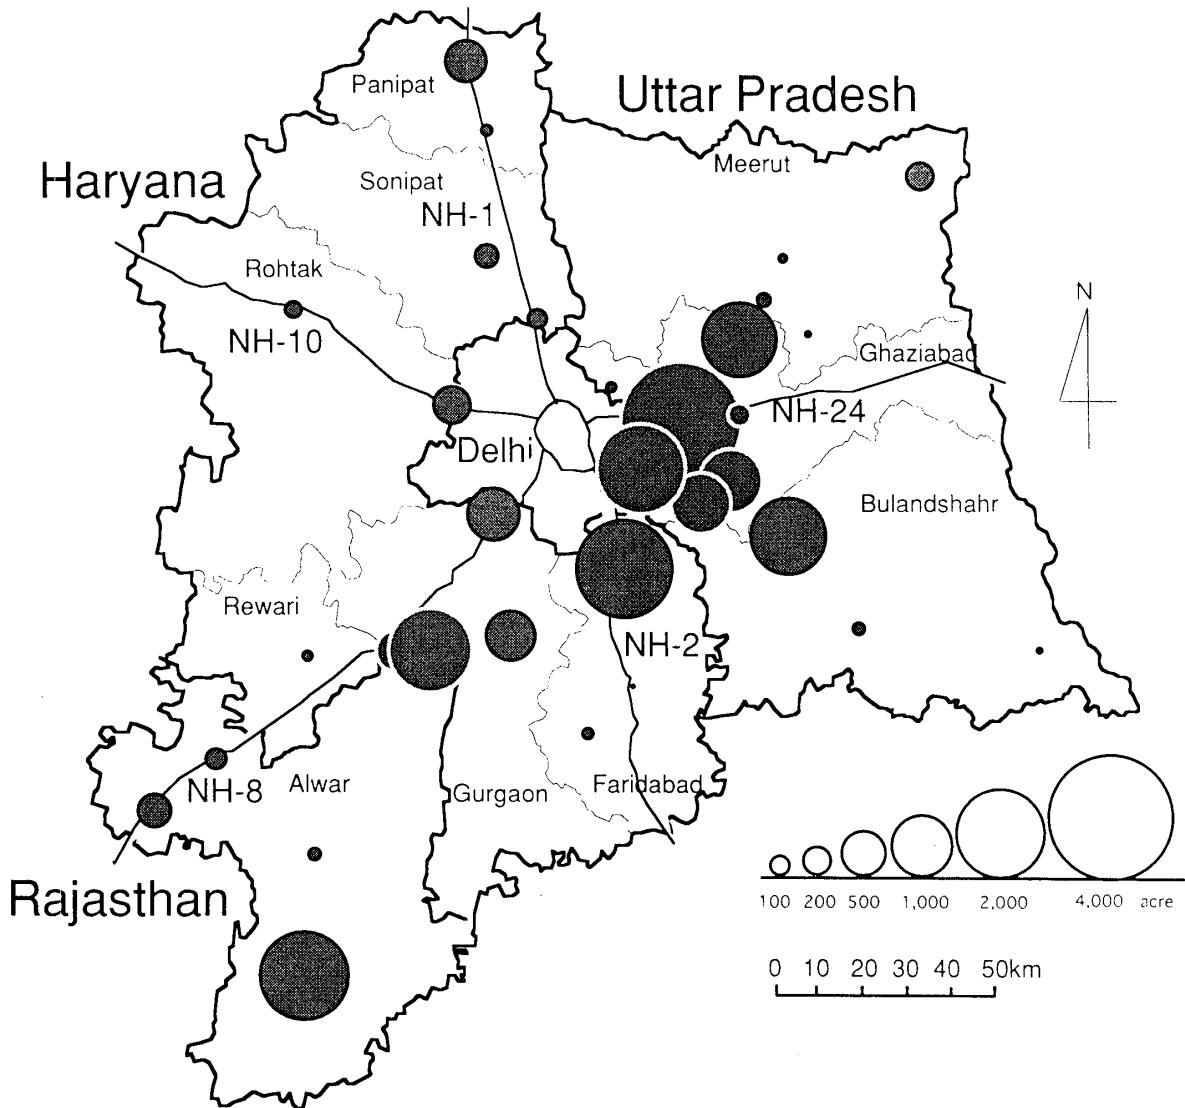 Panipat
Uttar Pradesh
Meerut
Haryana
Sonipat
NH-1
Rohtak
N
NH-10
Ghaziabad
NH-24
Delhi
Bulandshahr
Rewari
NH-2
NH-8
Alwar
Gurgaon
Faridabad
Rajasthan
100 200 500 1,000 2,000 4,000 acre
0 10 20 30 40 50km